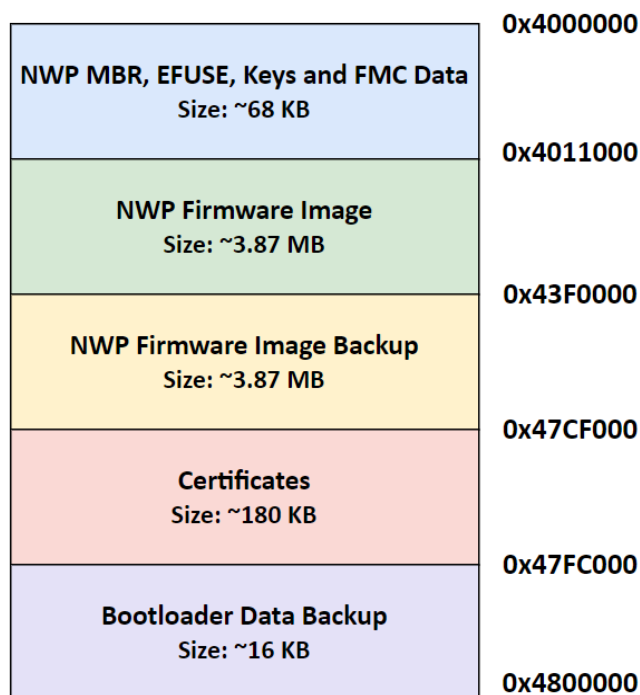 0x4000000
NWP MBR, EFUSE, Keys and FMC Data
Size: ~68 KB
0x4011000
NWP Firmware Image
Size: ~3.87 MB
0x43F0000
NWP Firmware Image Backup
Size: ~3.87 MB
0x47CF000
Certificates
Size: ~180 KB
0x47FC000
Bootloader Data Backup
Size: ~16 KB
0x4800000